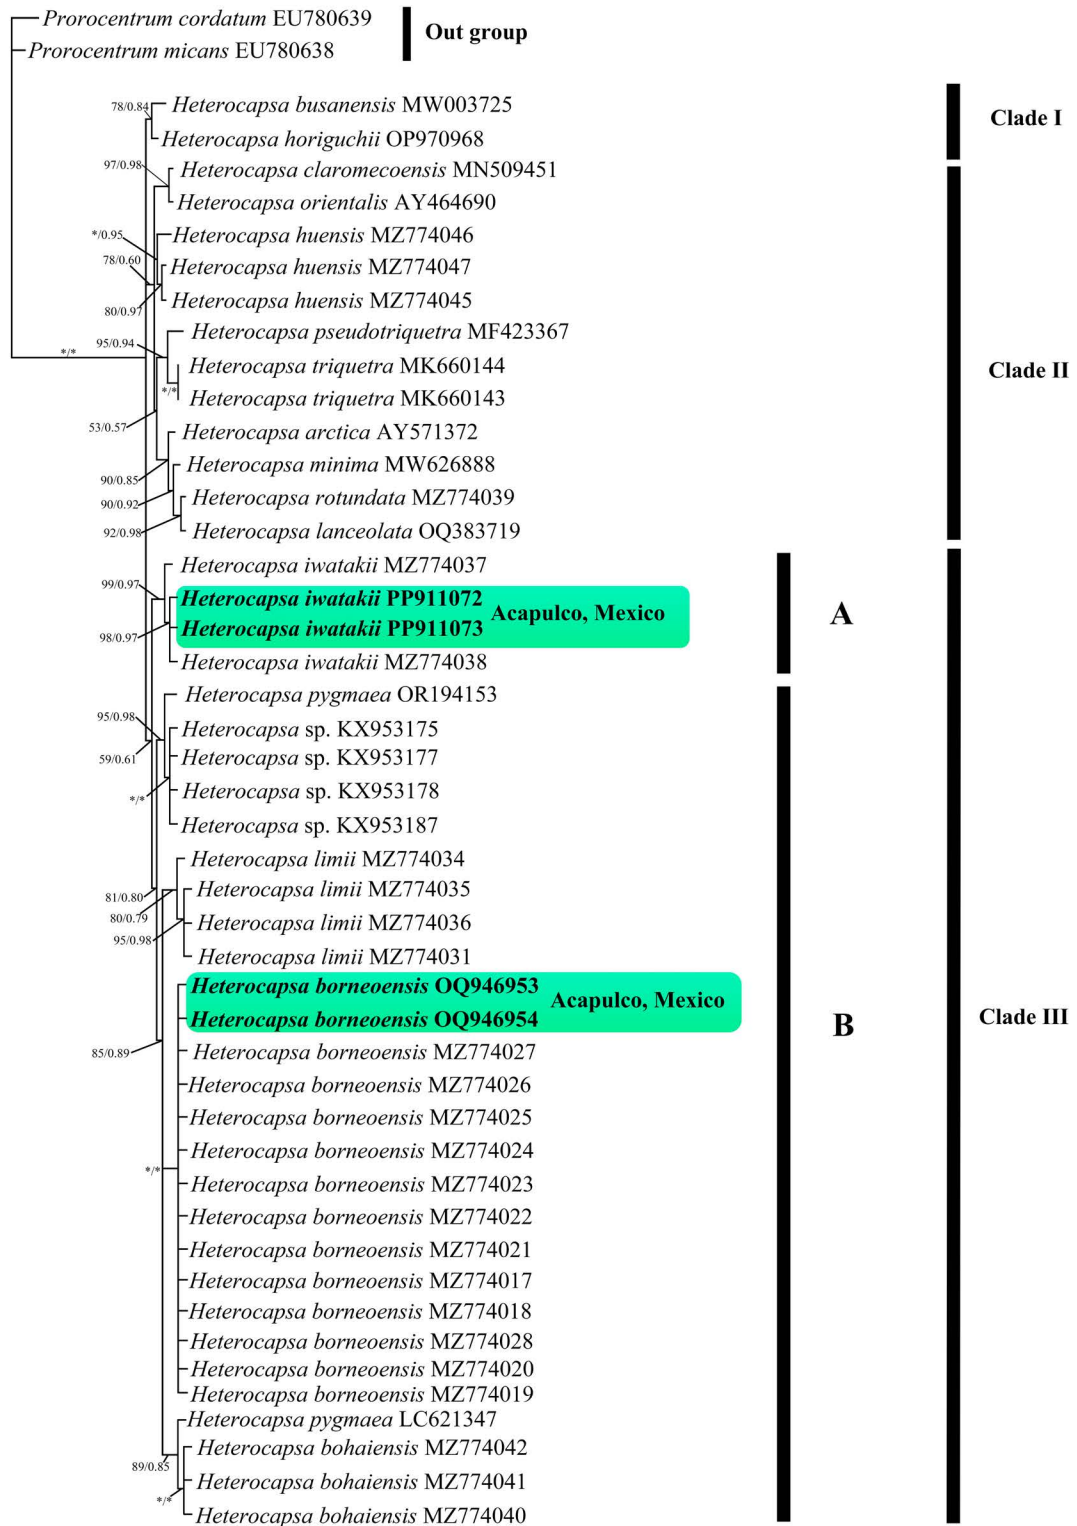 Prorocentrum cordatum EU780639
Prorocentrum micans EU780638
Out group
78/0.84
Heterocapsa busanensis MW003725
Heterocapsa horiguchii OP970968
Clade I
97/0.98
Heterocapsa claromecoensis MN509451
Heterocapsa orientalis AY464690
*/0.95
Heterocapsa huensis MZ774046
78/0.60
Heterocapsa huensis MZ774047
80/0.97
Heterocapsa huensis MZ774045
Heterocapsa pseudotriquetra MF423367
95/0.94
*/*
Heterocapsa triquetra MK660144
Clade II
*/*
Heterocapsa triquetra MK660143
53/0.57
Heterocapsa arctica AY571372
Heterocapsa minima MW626888
90/0.85
90/0.92
Heterocapsa rotundata MZ774039
92/0.98
Heterocapsa lanceolata OQ383719
Heterocapsa iwatakii MZ774037
99/0.97
Heterocapsa iwatakii PP911072
Acapulco, Mexico
A
Heterocapsa iwatakii PP911073
98/0.97
Heterocapsa iwatakii MZ774038
Heterocapsa pygmaea OR194153
95/0.98
Heterocapsa sp. KX953175
59/0.61
Heterocapsa sp. KX953177
*/*
Heterocapsa sp. KX953178
Heterocapsa sp. KX953187
Heterocapsa limii MZ774034
81/0.80
Heterocapsa limii MZ774035
80/0.79
Heterocapsa limii MZ774036
95/0.98
Heterocapsa limii MZ774031
Heterocapsa borneoensis OQ946953
Acapulco, Mexico
Heterocapsa borneoensis OQ946954
B
Clade III
85/0.89
Heterocapsa borneoensis MZ774027
Heterocapsa borneoensis MZ774026
Heterocapsa borneoensis MZ774025
Heterocapsa borneoensis MZ774024
*/*
Heterocapsa borneoensis MZ774023
Heterocapsa borneoensis MZ774022
Heterocapsa borneoensis MZ774021
Heterocapsa borneoensis MZ774017
Heterocapsa borneoensis MZ774018
Heterocapsa borneoensis MZ774028
Heterocapsa borneoensis MZ774020
Heterocapsa borneoensis MZ774019
Heterocapsa pygmaea LC621347
Heterocapsa bohaiensis MZ774042
89/0.85
Heterocapsa bohaiensis MZ774041
*/*
Heterocapsa bohaiensis MZ774040